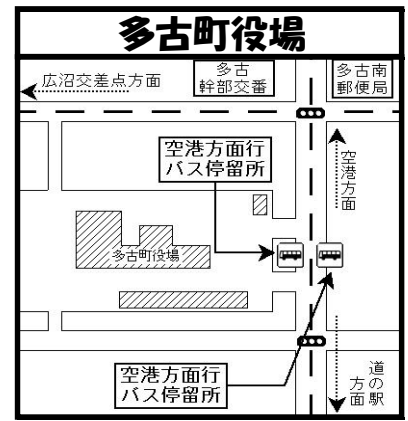 多古町役場
広沼交差点方面
多古
幹部交番
多古南
郵便局
空港方面行
バス停留所
空港方面
多古町役場
空港方面行
バス停留所
道の駅
方面